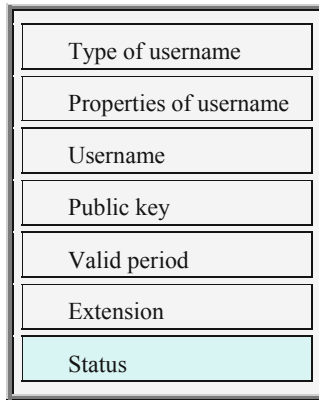 Type of username
Properties of username
Username
Public key
Valid period
Extension
Status